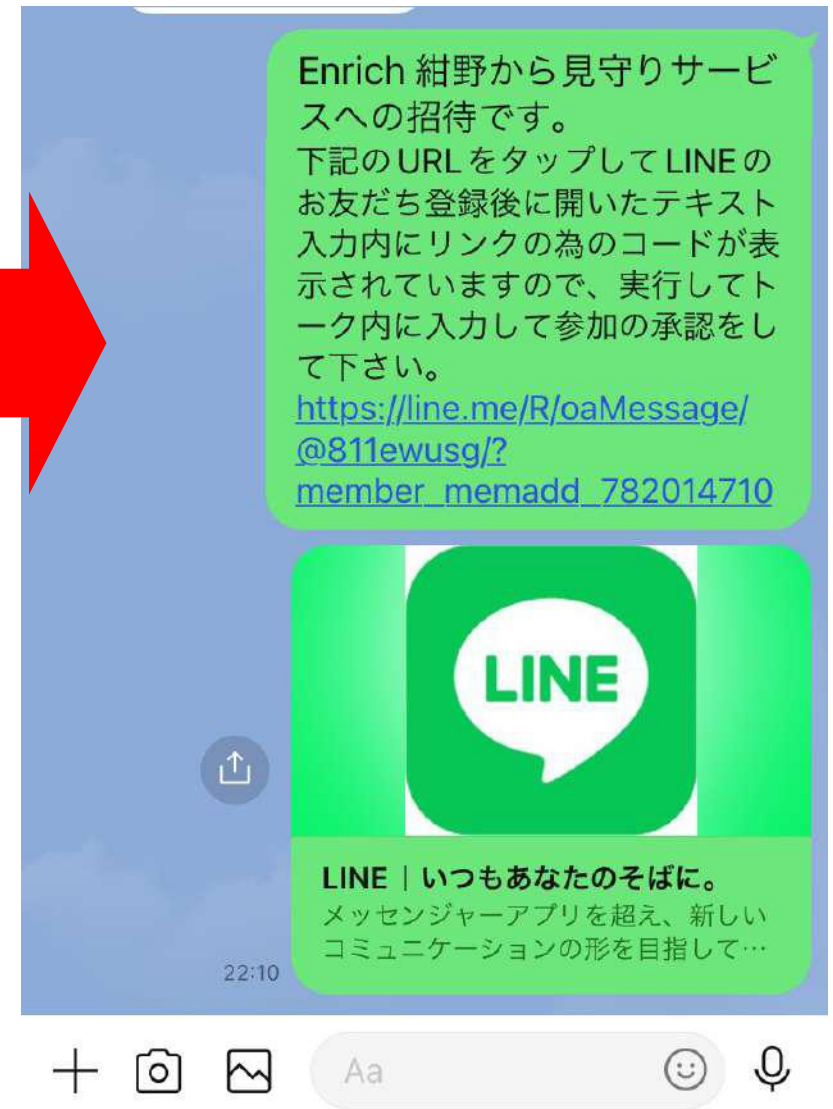 Enrich 紺野から見守りサービ
スへの招待です。
下記のURLをタップしてLINEの
お友だち登録後に開いたテキスト
入力内にリンクの為のコードが表
示されていますので、実行してト
ーク内に入力して参加の承認をし
て下さい。
https://line.me/R/oaMessage/
@811ewusg/?
member_memadd_782014710
LINE
LINE｜いつもあなたのそばに。
メッセンジャーアプリを超え、新しい
コミュニケーションの形を目指して…
22:10
Aa